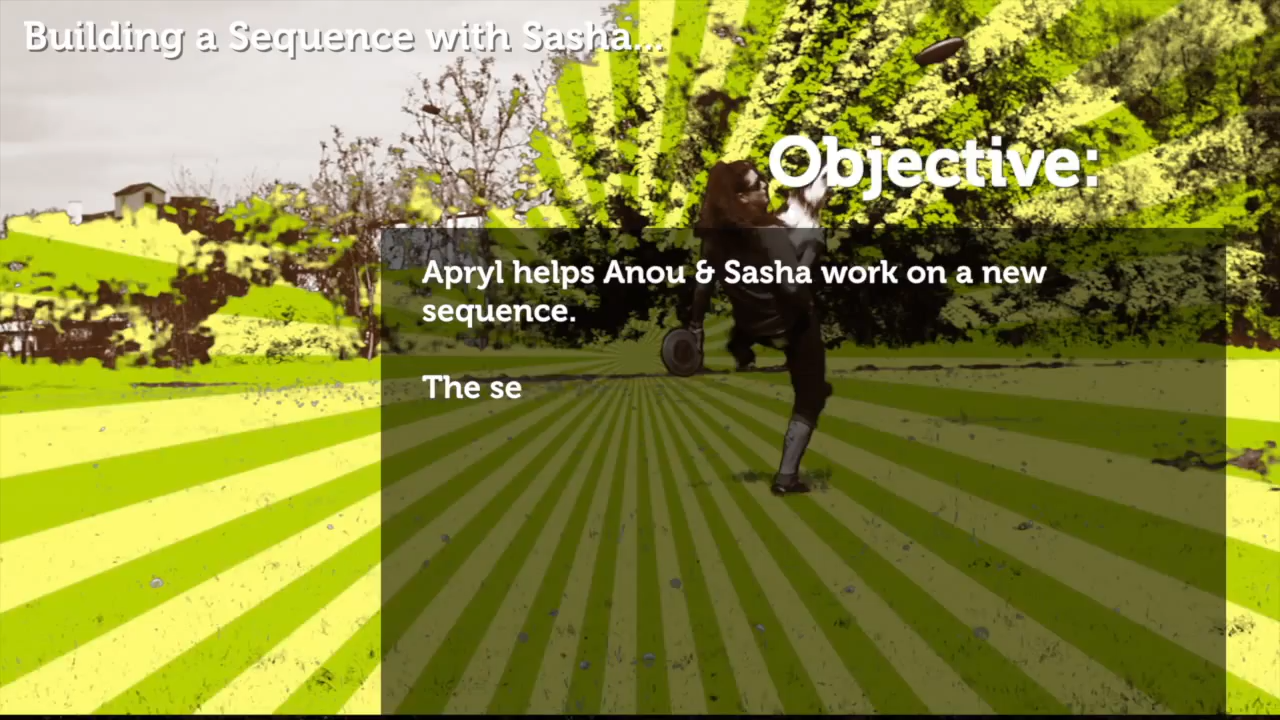 Building a Sequence with Sasha...
Objective:
Apryl helps Anou & Sasha work on a new
sequence.
The se